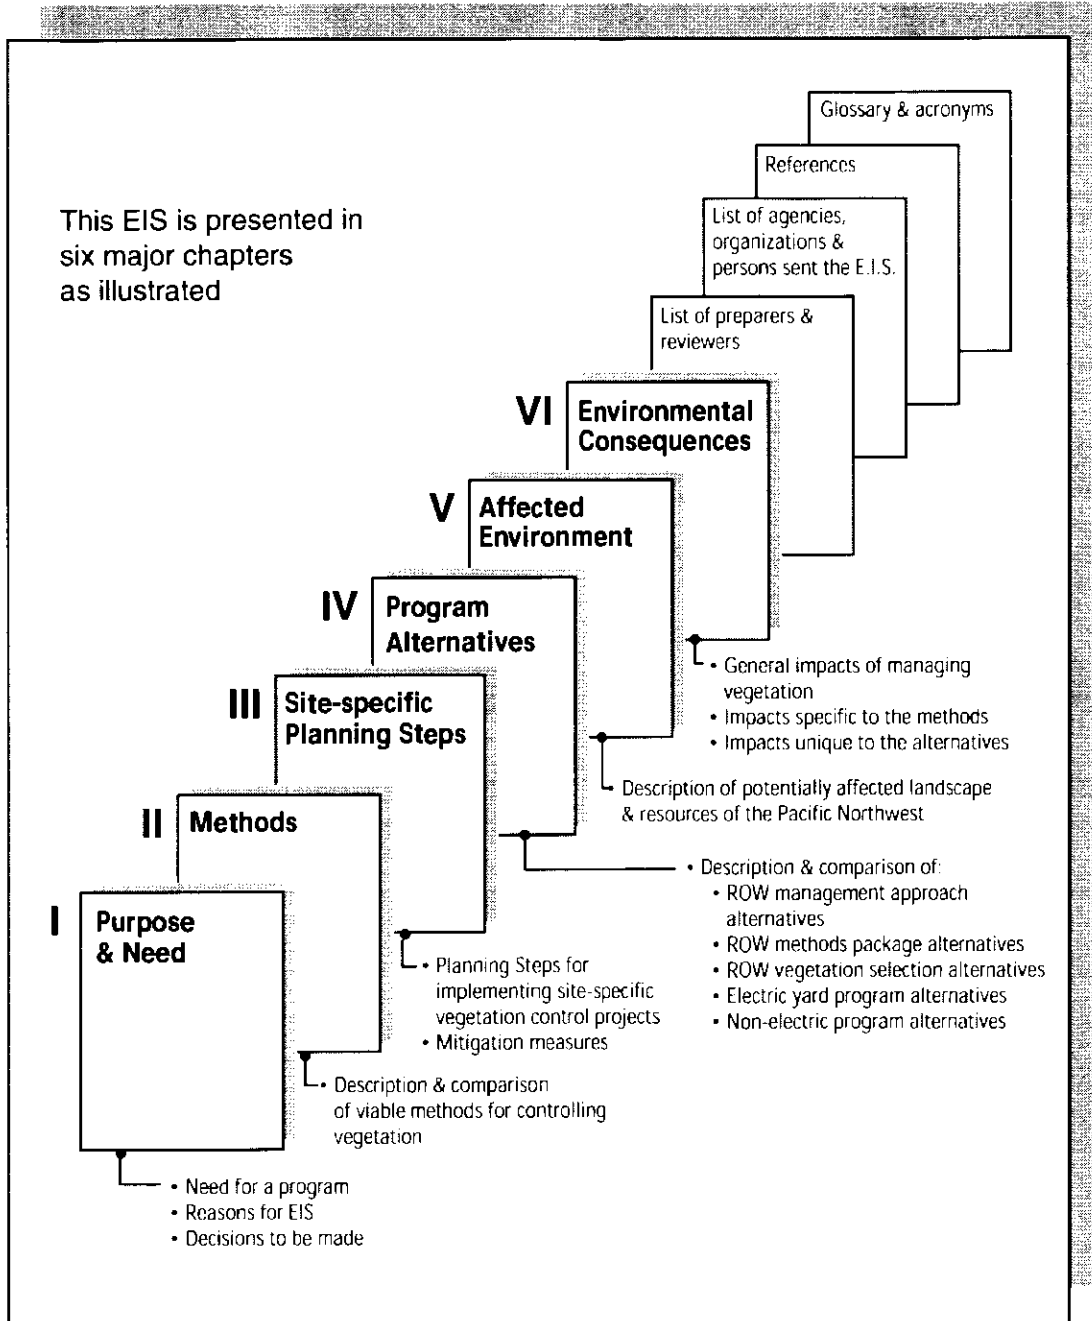 This EIS is presented in
six major chapters
as illustrated
Glossary & acronyms
References
List of agencies,
organizations &
persons sent the E.I.S.
List of preparers &
reviewers
VI
Environmental
Consequences
V
Affected
Environment
IV
Program
Alternatives
III
Site-specific
Planning Steps
II
Methods
I
Purpose
& Need
• General impacts of managing
vegetation
• Impacts specific to the methods
• Impacts unique to the alternatives
• Description of potentially affected landscape
& resources of the Pacific Northwest
• Description & comparison of:
• ROW management approach
alternatives
• ROW methods package alternatives
• ROW vegetation selection alternatives
• Electric yard program alternatives
• Non-electric program alternatives
• Planning Steps for
implementing site-specific
vegetation control projects
• Mitigation measures
• Description & comparison
of viable methods for controlling
vegetation
• Need for a program
• Reasons for EIS
• Decisions to be made